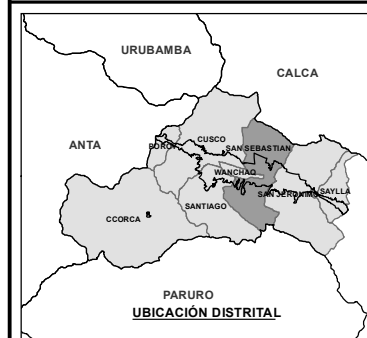 URUBAMBA
CALCA
ANTA
CUSCO
POROY
SAN SEBASTIAN
WANCHAQ
SAN JERONIMO
SAYLLA
CCORCA
SANTIAGO
PARURO
UBICACIÓN DISTRITAL